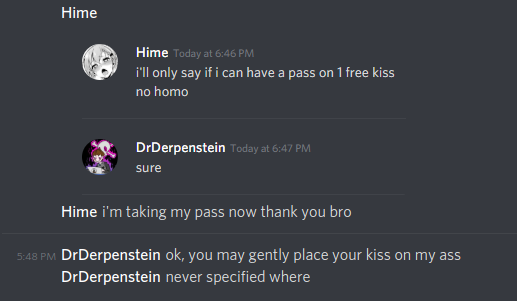 Hime
Hime Today at 6:46 PM
i'll only say if i can have a pass on 1 free kiss
no homo
DrDerpenstein Today at 6:47 PM
sure
Hime i'm taking my pass now thank you bro
5:48 PM DrDerpenstein ok, you may gently place your kiss on my ass
DrDerpenstein never specified where